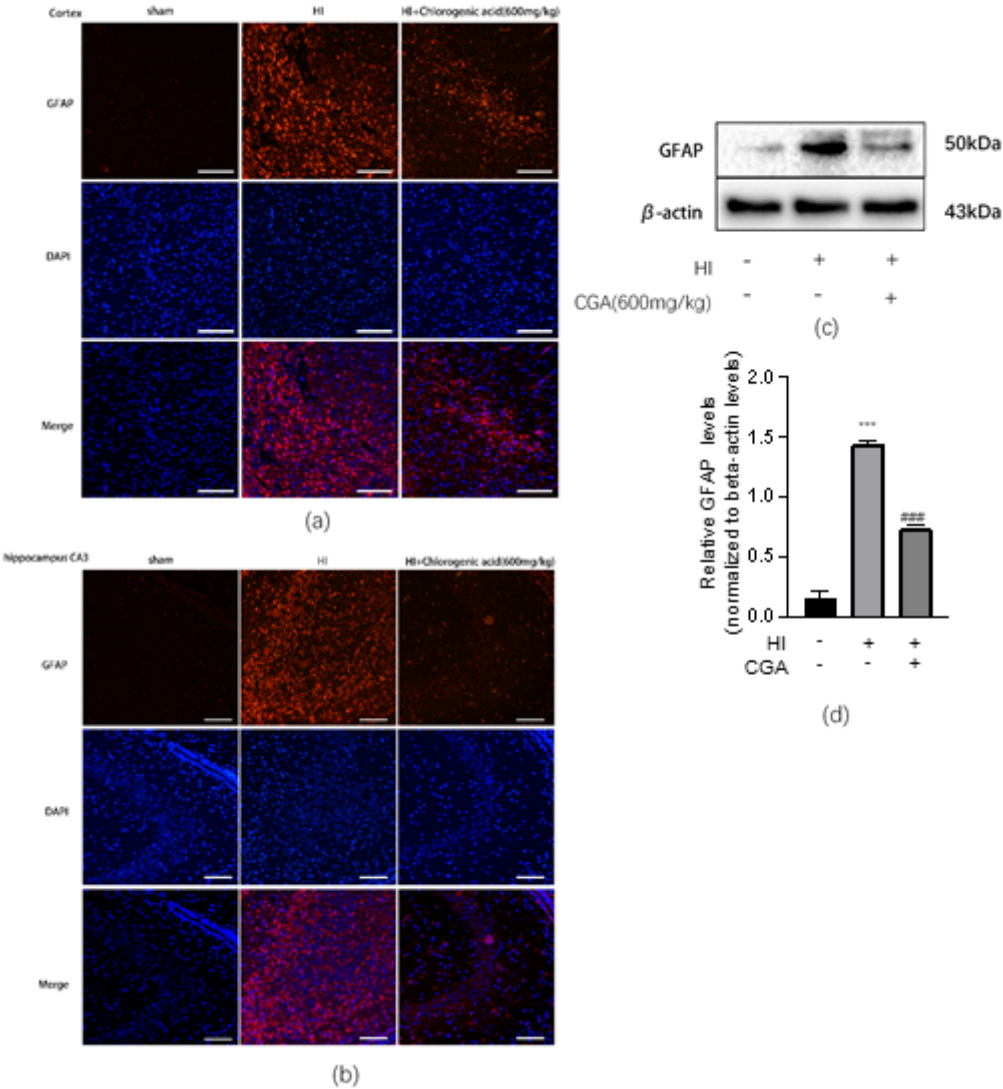 Cortex sham HI HI+Chlorogenic acid(600mg/kg)
GFAP
DAPI
Merge
(a)
hippocampus CA3 sham HI HI+Chlorogenic acid(600mg/kg)
GFAP
DAPI
Merge
(b)
GFAP 50kDa
β-actin 43kDa
HI - + +
CGA(600mg/kg) - - +
(c)
Relative GFAP levels
(normalized to beta-actin levels)
2.0
1.5
1.0
0.5
0.0
***
###
HI - + +
CGA - - +
(d)